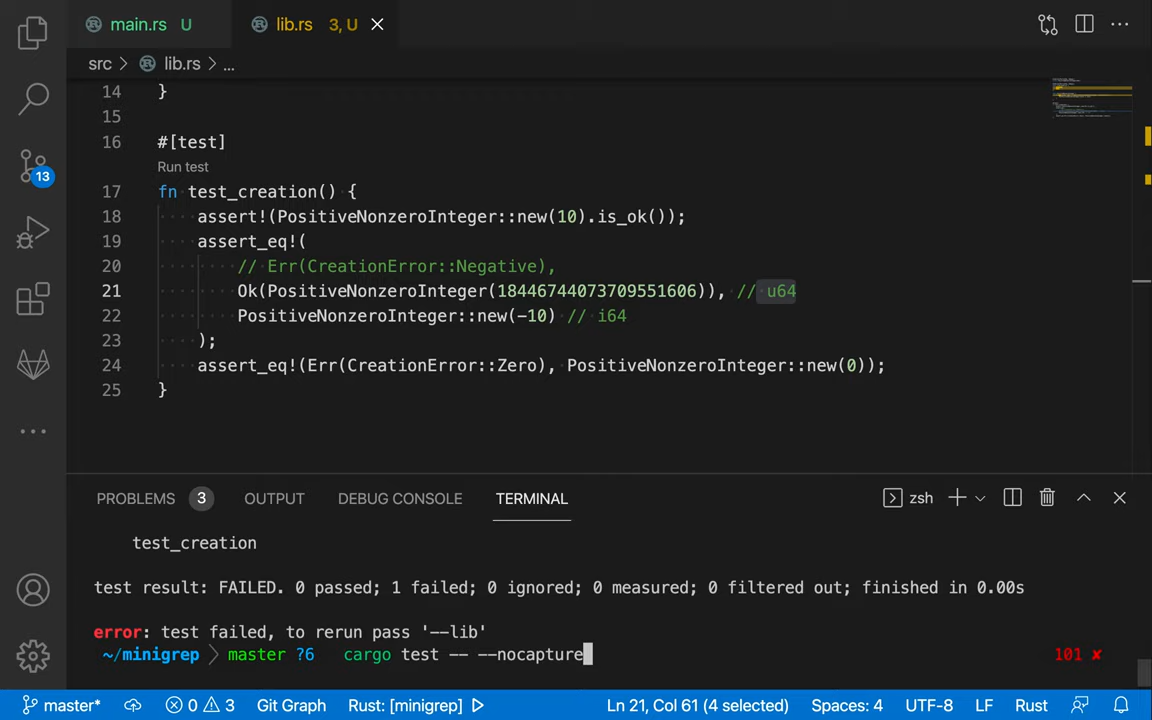 main.rs U lib.rs 3, U
src > lib.rs > ...
14 }
15
16 #[test]
Run test
17 fn test_creation() {
18 assert!(PositiveNonzeroInteger::new(10).is_ok());
19 assert_eq!(
20 // Err(CreationError::Negative),
21 Ok(PositiveNonzeroInteger(18446744073709551606)), // u64
22 PositiveNonzeroInteger::new(-10) // i64
23 );
24 assert_eq!(Err(CreationError::Zero), PositiveNonzeroInteger::new(0));
25 }
13
PROBLEMS 3 OUTPUT DEBUG CONSOLE TERMINAL zsh
test_creation
test result: FAILED. 0 passed; 1 failed; 0 ignored; 0 measured; 0 filtered out; finished in 0.00s
error: test failed, to rerun pass '--lib'
~/minigrep > master ?6 cargo test -- --nocapture 101 ✘
master* 0 3 Git Graph Rust: [minigrep] Ln 21, Col 61 (4 selected) Spaces: 4 UTF-8 LF Rust